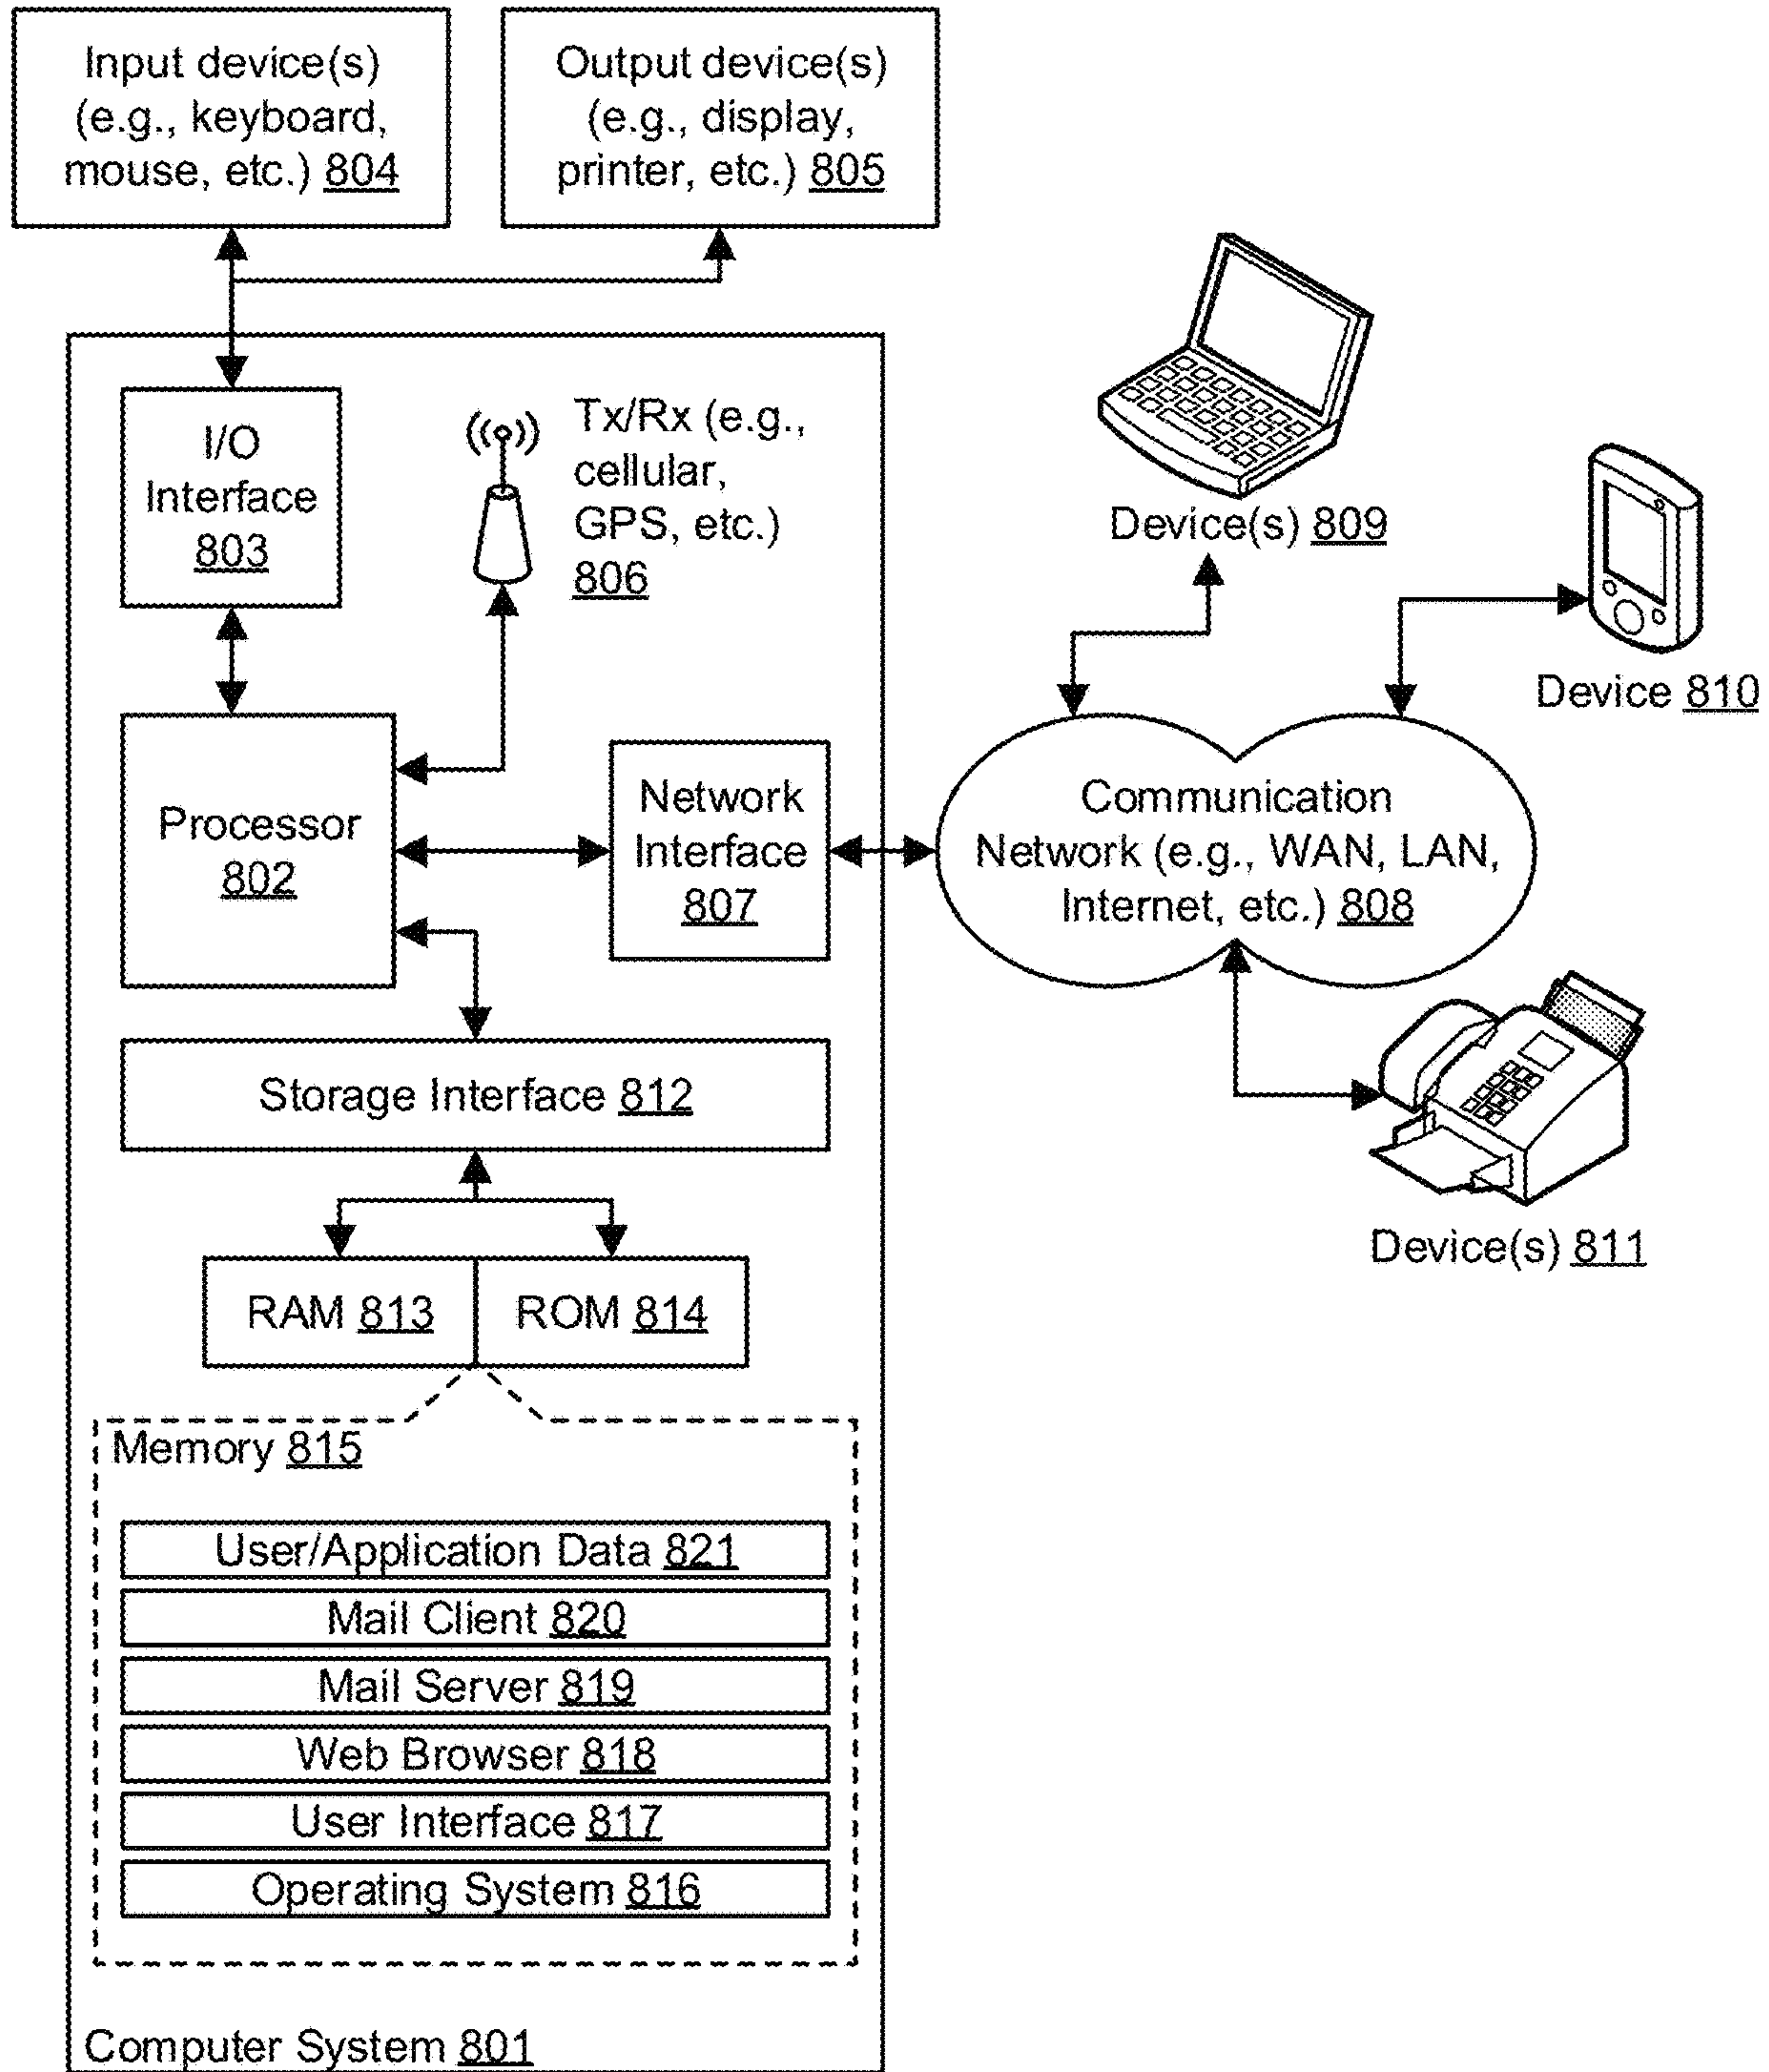 Input device(s)
(e.g., keyboard,
mouse, etc.) 804
Output device(s)
(e.g., display,
printer, etc.) 805
I/O
Interface
803
Tx/Rx (e.g.,
cellular,
GPS, etc.)
806
Device(s) 809
Device 810
Processor
802
Network
Interface
807
Communication
Network (e.g., WAN, LAN,
Internet, etc.) 808
Device(s) 811
Storage Interface 812
RAM 813
ROM 814
Memory 815
User/Application Data 821
Mail Client 820
Mail Server 819
Web Browser 818
User Interface 817
Operating System 816
Computer System 801